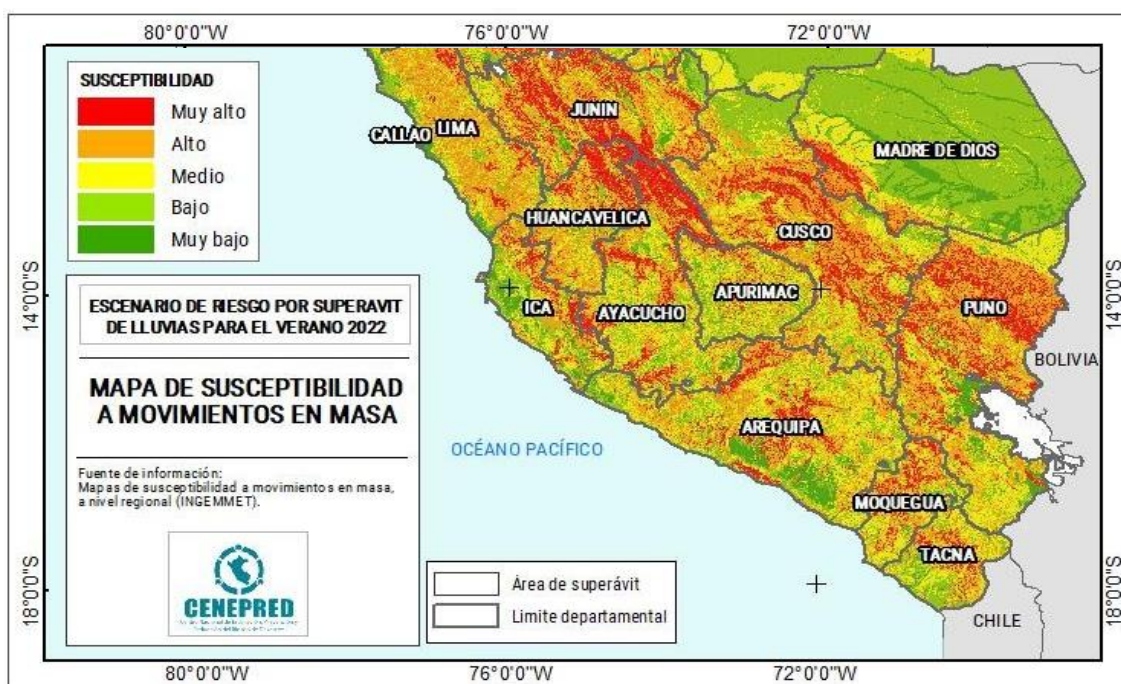 80°0'0"W
76°0'0"W
72°0'0"W
SUSCEPTIBILIDAD
Muy alto
Alto
Medio
Bajo
Muy bajo
JUNIN
CALLAO
LIMA
MADRE DE DIOS
HUANCAVELICA
CUSCO
14°0'0"S
ICA
AYACUCHO
APURIMAC
PUNO
14°0'0"S
BOLIVIA
ESCENARIO DE RIESGO POR SUPERAVIT
DE LLUVIAS PARA EL VERANO 2022
MAPA DE SUSCEPTIBILIDAD
A MOVIMIENTOS EN MASA
AREQUIPA
OCÉANO PACÍFICO
Fuente de información:
Mapas de susceptibilidad a movimientos en masa,
a nivel regional (INGEMMET).
MOQUEGUA
TACNA
CENEPRED
Área de superávit
Limite departamental
18°0'0"S
18°0'0"S
CHILE
80°0'0"W
76°0'0"W
72°0'0"W